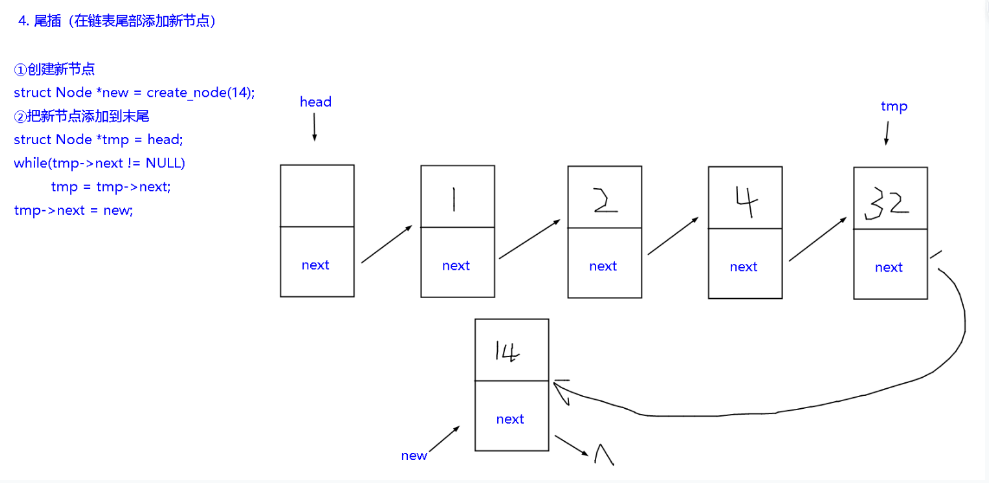 4. 尾插（在链表尾部添加新节点）
①创建新节点
struct Node *new = create_node(14);
②把新节点添加到末尾
struct Node *tmp = head;
while(tmp->next != NULL)
tmp = tmp->next;
tmp->next = new;
head
tmp
1
2
4
32
next
next
next
next
next
14
next
new
^